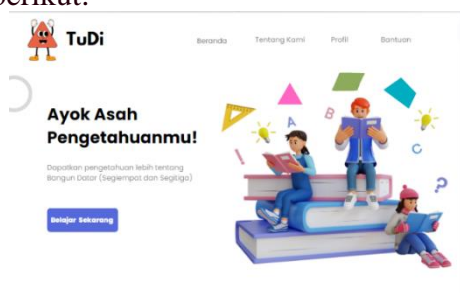 berikut.
TuDi
Beranda Tentang Kami Profil Bantuan
Ayok Asah
Pengetahuanmu!
Dapatkan pengetahuan lebih tentang
Bangun Datar (Segiempat dan Segitiga)
Belajar Sekarang
A
B
C
!
?